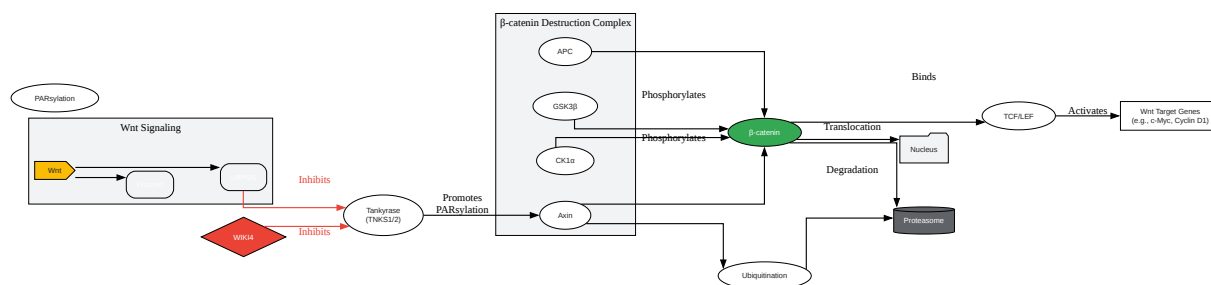 β-catenin Destruction Complex
APC
Binds
PARsylation
GSK3β
Phosphorylates
TCF/LEF
Activates
Wnt Target Genes
(e.g., c-Myc, Cyclin D1)
Wnt Signaling
β-catenin
Translocation
Phosphorylates
Nucleus
CK1α
Wnt
Degradation
Inhibits
Promotes
PARsylation
Tankyrase
(TNKS1/2)
Axin
Proteasome
WIKI4
Inhibits
Ubiquitination